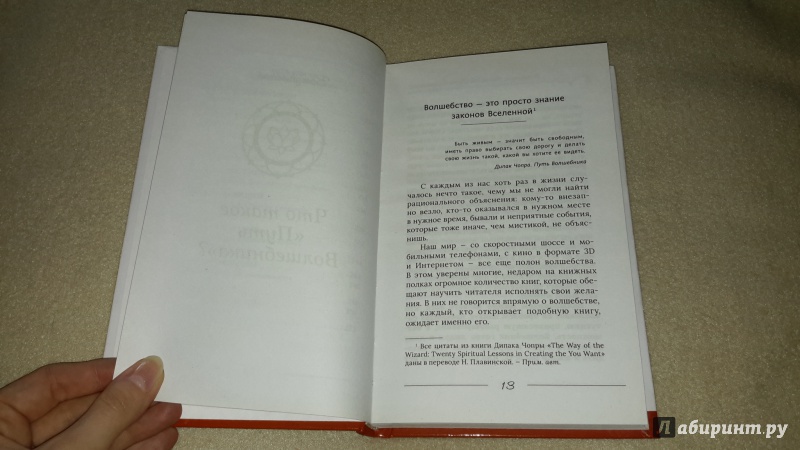 Что такое
«Путь
Волшебника»?
Волшебство — это просто знание
законов Вселенной¹
Быть живым — значит быть свободным,
иметь право выбирать свою дорогу и делать
свою жизнь такой, какой вы хотите ее видеть.
Дипак Чопра. Путь Волшебника
С каждым из нас хоть раз в жизни слу-
чалось нечто такое, чему мы не могли найти
рационального объяснения: кому-то внезап-
но везло, кто-то оказывался в нужном месте
в нужное время, бывали и неприятные события,
которые тоже иначе, чем мистикой, не объяс-
нишь.
Наш мир — со скоростными шоссе и мо-
бильными телефонами, с кино в формате 3D
и Интернетом — все еще полон волшебства.
В этом уверены многие, недаром на книжных
полках огромное количество книг, которые обе-
щают научить читателя исполнять свои жела-
ния. В них не говорится впрямую о волшебстве,
но каждый, кто открывает подобную книгу,
ожидает именно его.
¹ Все цитаты из книги Дипака Чопры «The Way of the
Wizard: Twenty Spiritual Lessons in Creating the You Want»
даны в переводе Н. Плавинской. — Прим. авт.
13
Лабиринт.ру